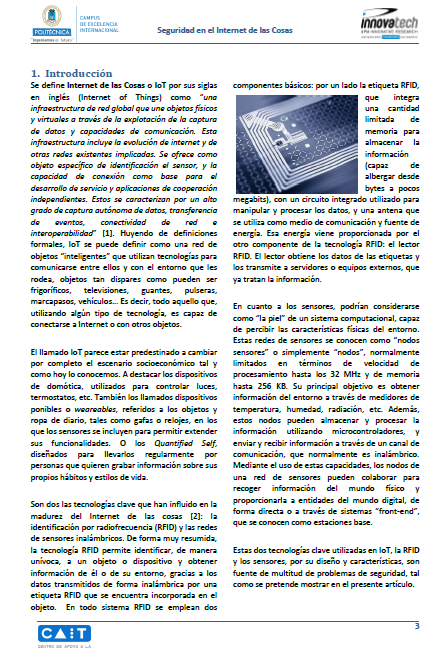 POLITÉCNICA
"Ingeniamos el futuro"
CAMPUS
DE EXCELENCIA
INTERNACIONAL
Seguridad en el Internet de las Cosas
innovatech
1. Introducción
Se define Internet de las Cosas o IoT por sus siglas
en inglés (Internet of Things) como “una
infraestructura de red global que une objetos físicos
y virtuales a través de la explotación de la captura
de datos y capacidades de comunicación. Esta
infraestructura incluye la evolución de internet y de
otras redes existentes implicadas. Se ofrece como
objeto específico de identificación el sensor, y la
capacidad de conexión como base para el
desarrollo de servicio y aplicaciones de cooperación
independientes. Estos se caracterizan por un alto
grado de captura autónoma de datos, transferencia
de eventos, conectividad de red e
interoperabilidad” [1]. Huyendo de definiciones
formales, IoT se puede definir como una red de
objetos “inteligentes” que utilizan tecnologías para
comunicarse entre ellos y con el entorno que les
rodea, objetos tan dispares como pueden ser
frigoríficos, televisiones, guantes, pulseras,
marcapasos, vehículos... Es decir, todo aquello que,
utilizando algún tipo de tecnología, es capaz de
conectarse a Internet o con otros objetos.
El llamado IoT parece estar predestinado a cambiar
por completo el escenario socioeconómico tal y
como hoy lo conocemos. A destacar los dispositivos
de domótica, utilizados para controlar luces,
termostatos, etc. También los llamados dispositivos
ponibles o weareables, referidos a los objetos y
ropa de diario, tales como gafas o relojes, en los
que los sensores se incluyen para permitir extender
sus funcionalidades. O los Quantified Self,
diseñados para llevarlos regularmente por
personas que quieren grabar información sobre sus
propios hábitos y estilos de vida.
Son dos las tecnologías clave que han influido en la
madurez del Internet de las cosas [2]: la
identificación por radiofrecuencia (RFID) y las redes
de sensores inalámbricos. De forma muy resumida,
la tecnología RFID permite identificar, de manera
unívoca, a un objeto o dispositivo y obtener
información de él o de su entorno, gracias a los
datos transmitidos de forma inalámbrica por una
etiqueta RFID que se encuentra incorporada en el
objeto. En todo sistema RFID se emplean dos
componentes básicos: por un lado la etiqueta RFID,
que integra
una cantidad
limitada de
memoria para
almacenar la
información
(capaz de
albergar desde
bytes a pocos
megabits), con un circuito integrado utilizado para
manipular y procesar los datos, y una antena que
se utiliza como medio de comunicación y fuente de
energía. Esa energía viene proporcionada por el
otro componente de la tecnología RFID: el lector
RFID. El lector obtiene los datos de las etiquetas y
los transmite a servidores o equipos externos, que
ya tratan la información.
En cuanto a los sensores, podrían considerarse
como “la piel” de un sistema computacional, capaz
de percibir las características físicas del entorno.
Estas redes de sensores se conocen como “nodos
sensores” o simplemente “nodos”, normalmente
limitados en términos de velocidad de
procesamiento hasta los 32 MHz y de memoria
hasta 256 KB. Su principal objetivo es obtener
información del entorno a través de medidores de
temperatura, humedad, radiación, etc. Además,
estos nodos pueden almacenar y procesar la
información utilizando microcontroladores, y
enviar y recibir información a través de un canal de
comunicación, que normalmente es inalámbrico.
Mediante el uso de estas capacidades, los nodos de
una red de sensores pueden colaborar para
recoger información del mundo físico y
proporcionarla a entidades del mundo digital, de
forma directa o a través de sistemas “front-end”,
que se conocen como estaciones base.
Estas dos tecnologías clave utilizadas en IoT, la RFID
y los sensores, por su diseño y características, son
fuente de multitud de problemas de seguridad, tal
como se pretende mostrar en el presente artículo.
3
CAIT
CENTRO DE APOYO A LA